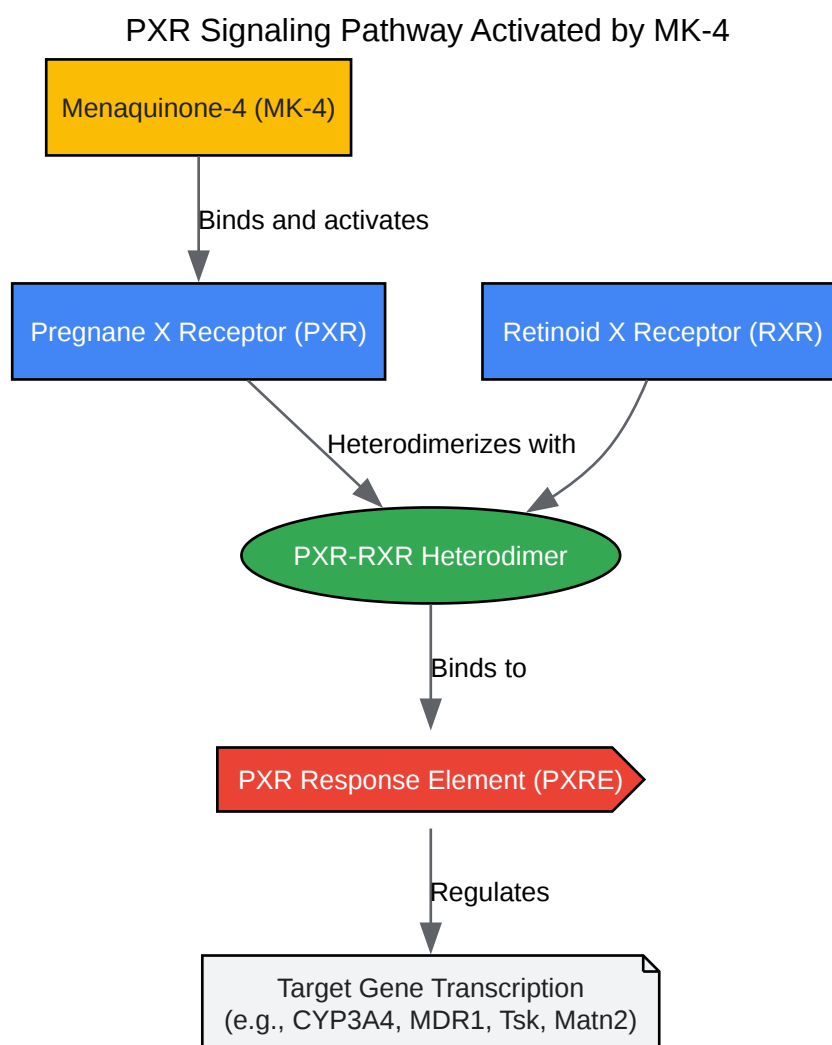 PXR Signaling Pathway Activated by MK-4
Menaquinone-4 (MK-4)
Binds and activates
Pregnane X Receptor (PXR)
Retinoid X Receptor (RXR)
Heterodimerizes with
PXR-RXR Heterodimer
Binds to
PXR Response Element (PXRE)
Regulates
Target Gene Transcription
(e.g., CYP3A4, MDR1, Tsk, Matn2)